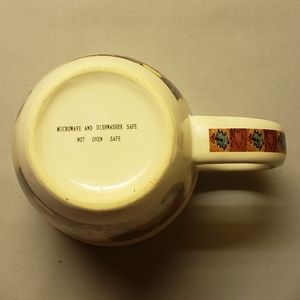 MICROWAVE AND DISHWASHER SAFE
NOT OVEN SAFE